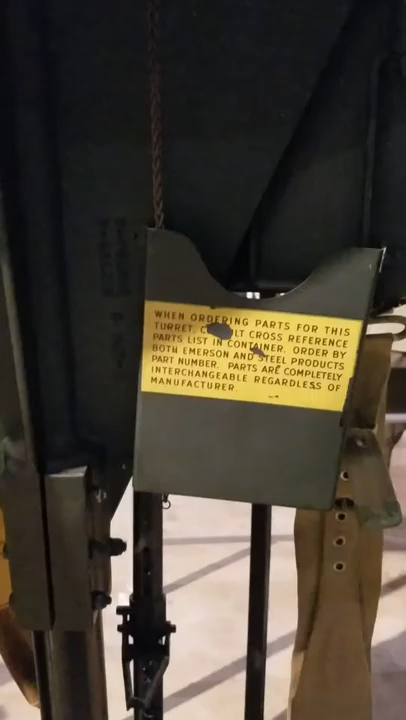 WHEN ORDERING PARTS FOR THIS
TURRET, LT CROSS REFERENCE
PARTS LIST IN CONTAINER. ORDER BY
BOTH EMERSON AND STEEL PRODUCTS
PART NUMBER. PARTS ARE COMPLETELY
INTERCHANGEABLE REGARDLESS OF
MANUFACTURER